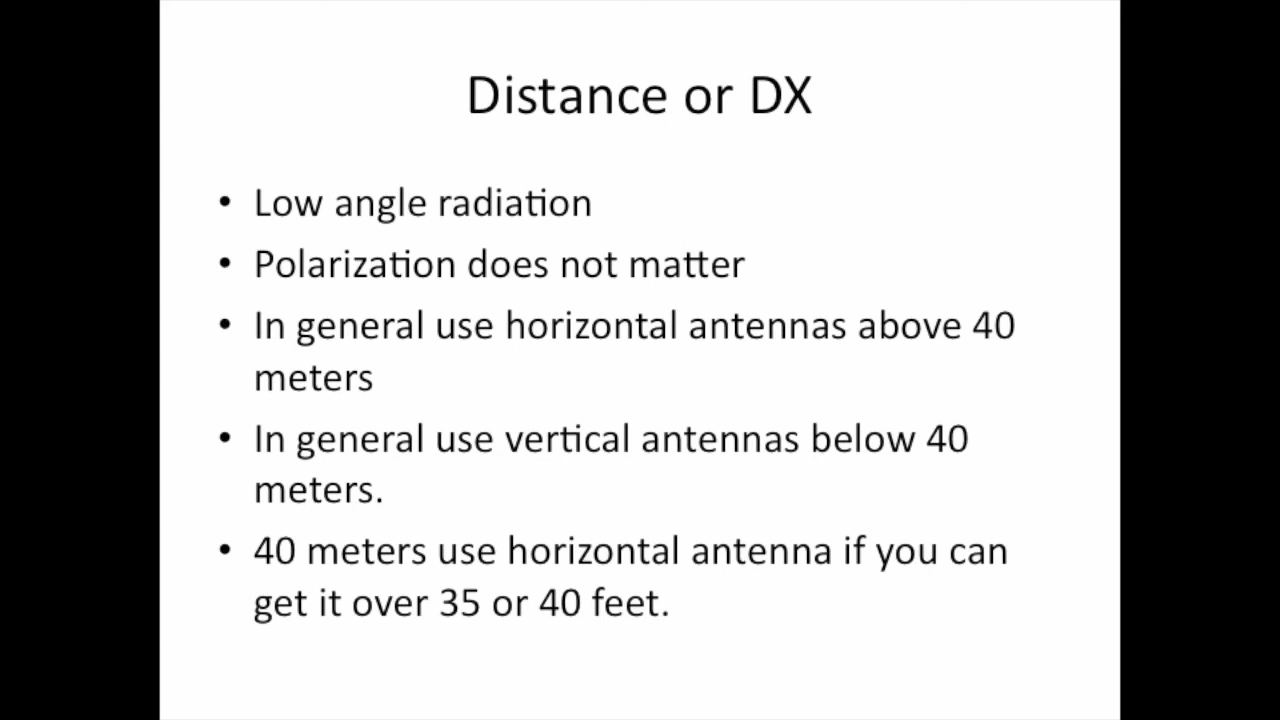 Distance or DX
• Low angle radiation
• Polarization does not matter
• In general use horizontal antennas above 40
meters
• In general use vertical antennas below 40
meters.
• 40 meters use horizontal antenna if you can
get it over 35 or 40 feet.